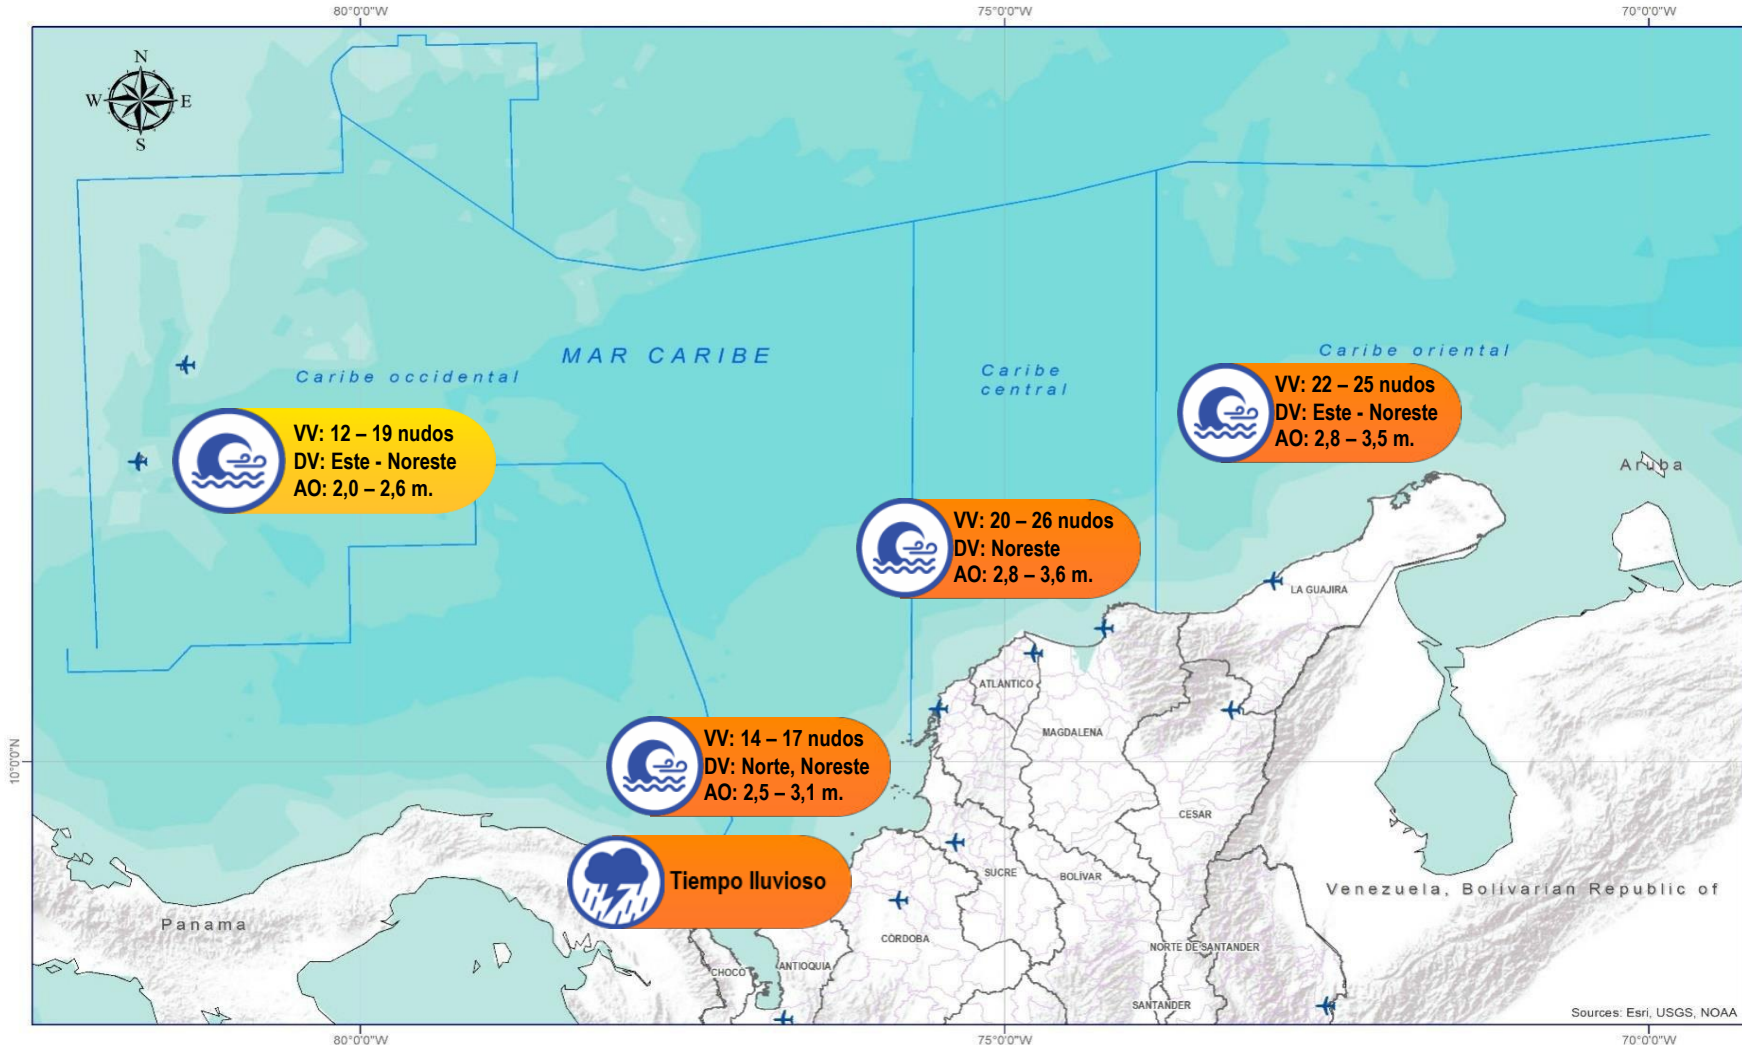 80°0'0"W
75°0'0"W
70°0'0"W
N
W
E
S
MAR CARIBE
Caribe occidental
Caribe
central
Caribe oriental
VV: 22 – 25 nudos
DV: Este - Noreste
AO: 2,8 – 3,5 m.
VV: 12 – 19 nudos
DV: Este - Noreste
AO: 2,0 – 2,6 m.
Aruba
VV: 20 – 26 nudos
DV: Noreste
AO: 2,8 – 3,6 m.
LA GUAJIRA
ATLÁNTICO
MAGDALENA
VV: 14 – 17 nudos
DV: Norte, Noreste
AO: 2,5 – 3,1 m.
10°0'0"N
CESAR
Tiempo lluvioso
SUCRE
BOLÍVAR
Venezuela, Bolivarian Republic of
Panama
CÓRDOBA
NORTE DE SANTANDER
CHOCÓ
ANTIOQUIA
SANTANDER
Sources: Esri, USGS, NOAA
80°0'0"W
75°0'0"W
70°0'0"W